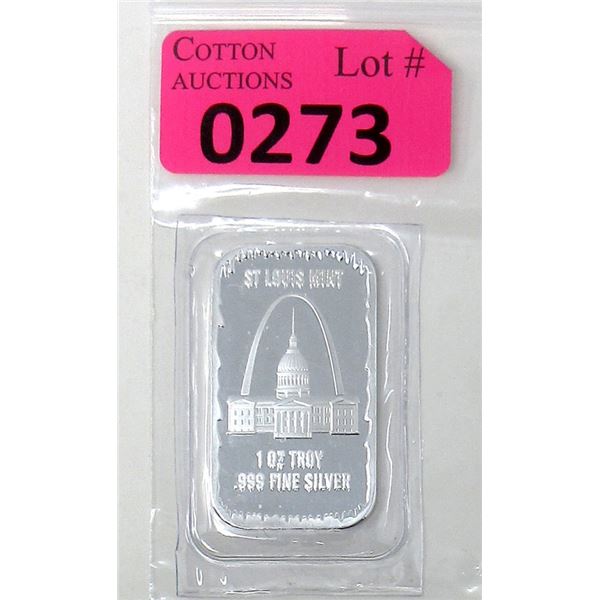 COTTON
AUCTIONS
Lot #
0273
ST LOUIS MINT
1 OZ TROY
.999 FINE SILVER